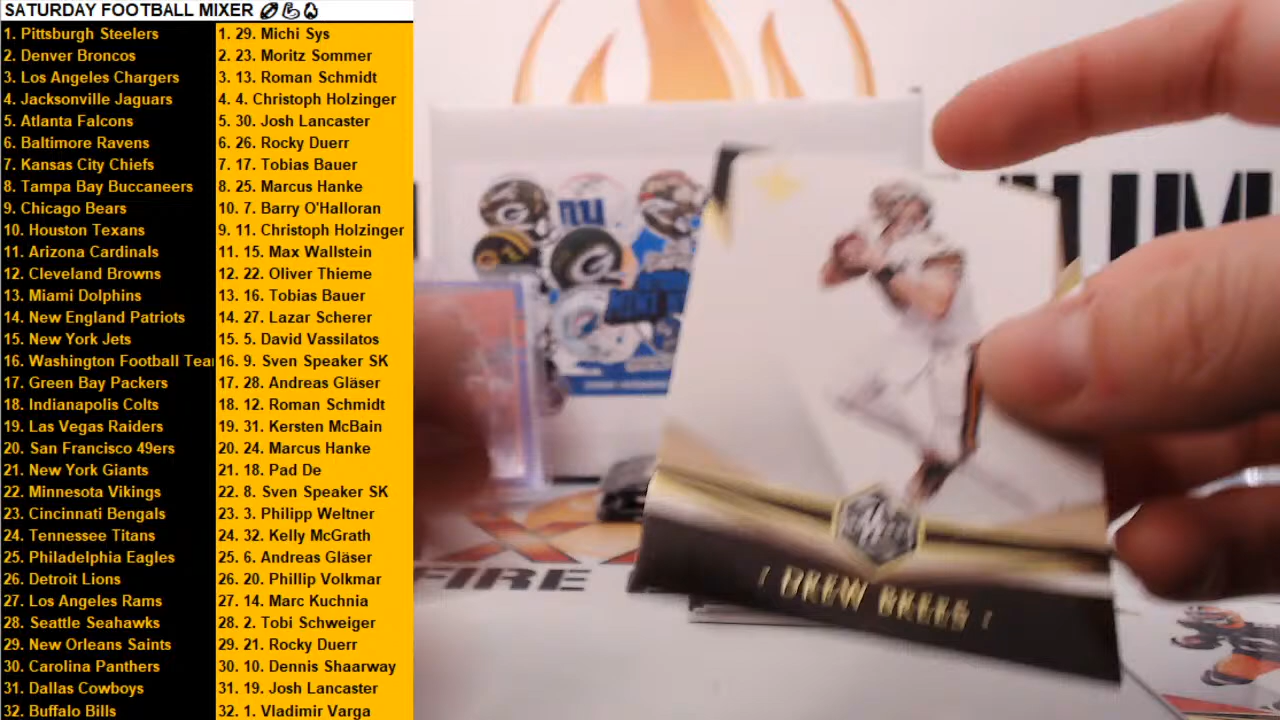 SATURDAY FOOTBALL MIXER
1. Pittsburgh Steelers 1. 29. Michi Sys
2. Denver Broncos 2. 23. Moritz Sommer
3. Los Angeles Chargers 3. 13. Roman Schmidt
4. Jacksonville Jaguars 4. 4. Christoph Holzinger
5. Atlanta Falcons 5. 30. Josh Lancaster
6. Baltimore Ravens 6. 26. Rocky Duerr
7. Kansas City Chiefs 7. 17. Tobias Bauer
8. Tampa Bay Buccaneers 8. 25. Marcus Hanke
9. Chicago Bears 10. 7. Barry O'Halloran
10. Houston Texans 9. 11. Christoph Holzinger
11. Arizona Cardinals 11. 15. Max Wallstein
12. Cleveland Browns 12. 22. Oliver Thieme
13. Miami Dolphins 13. 16. Tobias Bauer
14. New England Patriots 14. 27. Lazar Scherer
15. New York Jets 15. 5. David Vassilatos
16. Washington Football Tea 16. 9. Sven Speaker SK
17. Green Bay Packers 17. 28. Andreas Gläser
18. Indianapolis Colts 18. 12. Roman Schmidt
19. Las Vegas Raiders 19. 31. Kersten McBain
20. San Francisco 49ers 20. 24. Marcus Hanke
21. New York Giants 21. 18. Pad De
22. Minnesota Vikings 22. 8. Sven Speaker SK
23. Cincinnati Bengals 23. 3. Philipp Weltner
24. Tennessee Titans 24. 32. Kelly McGrath
25. Philadelphia Eagles 25. 6. Andreas Gläser
26. Detroit Lions 26. 20. Phillip Volkmar
27. Los Angeles Rams 27. 14. Marc Kuchnia
28. Seattle Seahawks 28. 2. Tobi Schweiger
29. New Orleans Saints 29. 21. Rocky Duerr
30. Carolina Panthers 30. 10. Dennis Shaarway
31. Dallas Cowboys 31. 19. Josh Lancaster
32. Buffalo Bills 32. 1. Vladimir Varga
DREW BREES
FIRE